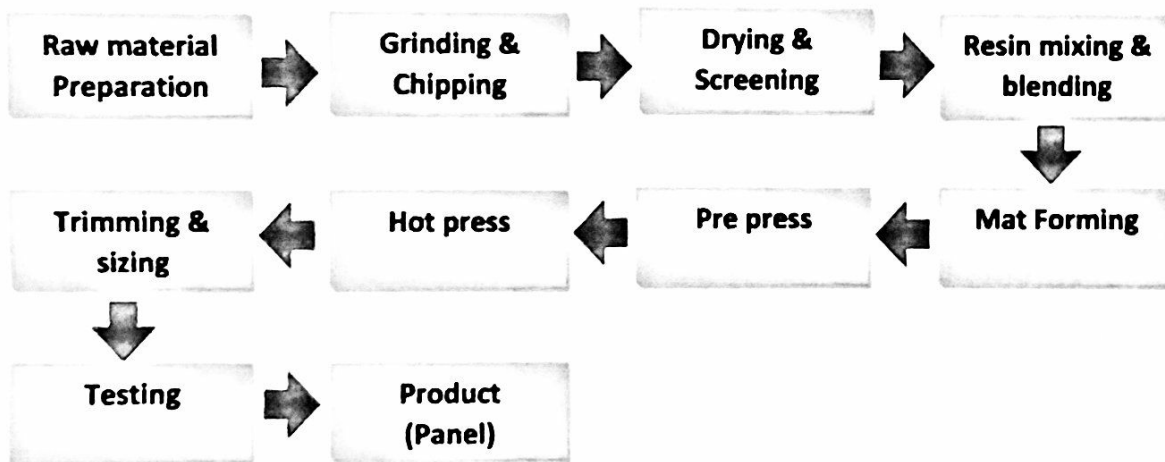 Raw material
Preparation
Grinding &
Chipping
Drying &
Screening
Resin mixing &
blending
Trimming &
sizing
Hot press
Pre press
Mat Forming
Testing
Product
(Panel)